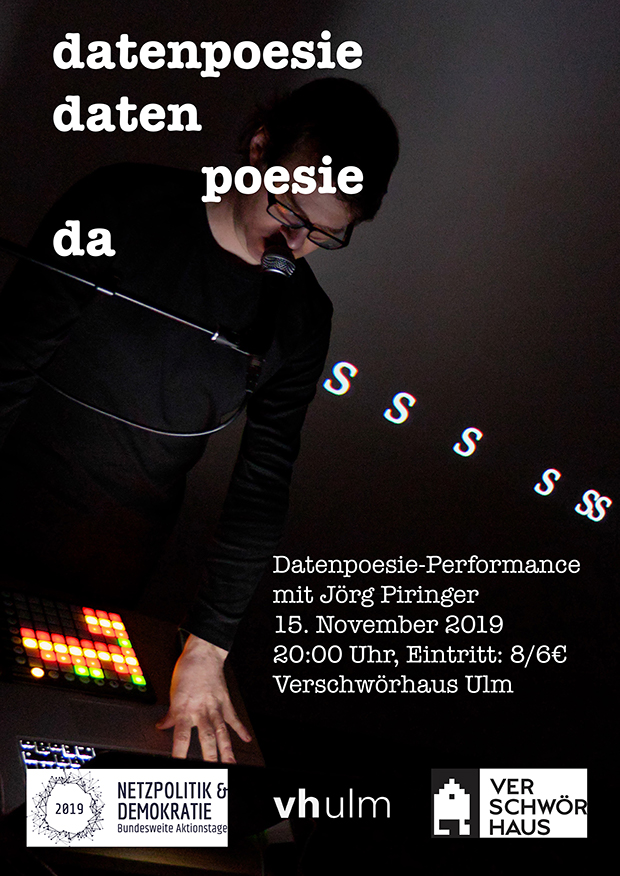 datenpoesie
daten
poesie
da
s s s s ss
Datenpoesie-Performance
mit Jörg Piringer
15. November 2019
20:00 Uhr, Eintritt: 8/6€
Verschwörhaus Ulm
2019
NETZPOLITIK &
DEMOKRATIE
Bundesweite Aktionstage
vhulm
VER
SCHWÖR
HAUS